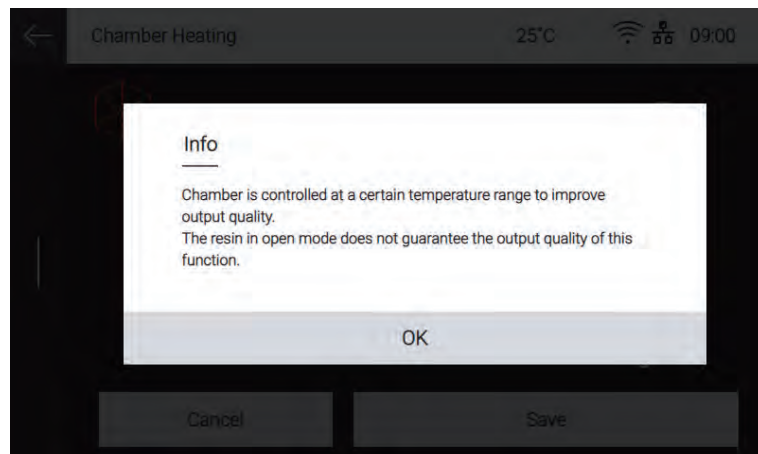 Chamber Heating 25°C 09:00
Info
Chamber is controlled at a certain temperature range to improve
output quality.
The resin in open mode does not guarantee the output quality of this
function.
OK
Cancel Save